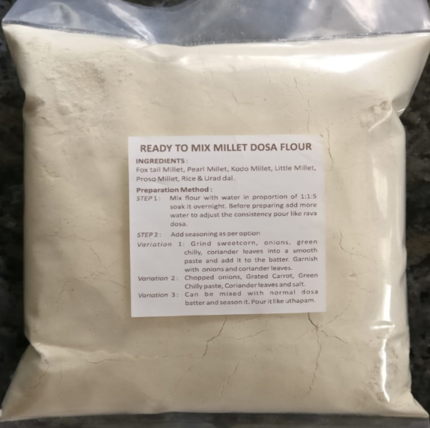 READY TO MIX MILLET DOSA FLOUR
INGREDIENTS :
Fox tail Millet, Pearl Millet, Kodo Millet, Little Millet,
Proso Millet, Rice & Urad dal.
Preparation Method :
STEP 1 : Mix flour with water in proportion of 1:1:5
soak it overnight. Before preparing add more
water to adjust the consistency pour like rava
dosa.
STEP 2 : Add seasoning as per option
Variation 1: Grind sweetcorn, onions, green
chilly, coriander leaves into a smooth
paste and add it to the batter. Garnish
with onions and coriander leaves.
Variation 2 : Chopped onions, Grated Carrot, Green
Chilly paste, Coriander leaves and salt.
Variation 3 : Can be mixed with normal dosa
batter and season it. Pour it like uthapam.